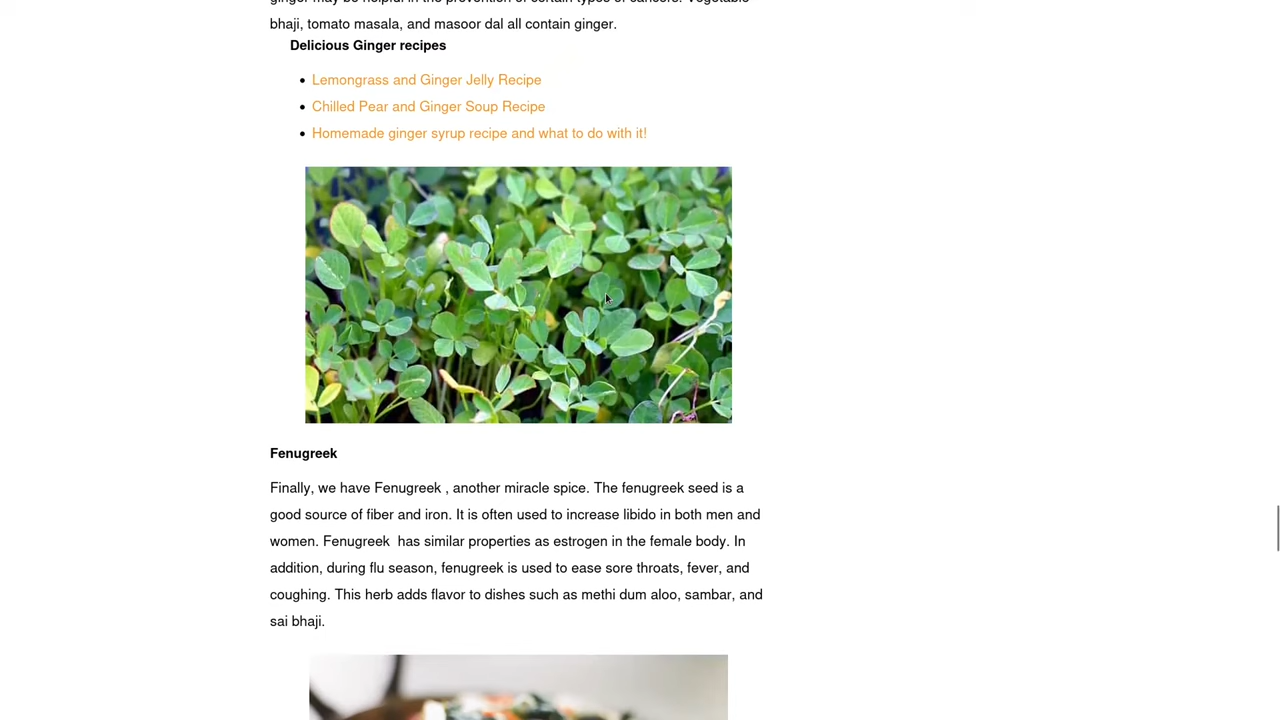 bhaji, tomato masala, and masoor dal all contain ginger.
Delicious Ginger recipes
Lemongrass and Ginger Jelly Recipe
Chilled Pear and Ginger Soup Recipe
Homemade ginger syrup recipe and what to do with it!
Fenugreek
Finally, we have Fenugreek , another miracle spice. The fenugreek seed is a
good source of fiber and iron. It is often used to increase libido in both men and
women. Fenugreek  has similar properties as estrogen in the female body. In
addition, during flu season, fenugreek is used to ease sore throats, fever, and
coughing. This herb adds flavor to dishes such as methi dum aloo, sambar, and
sai bhaji.